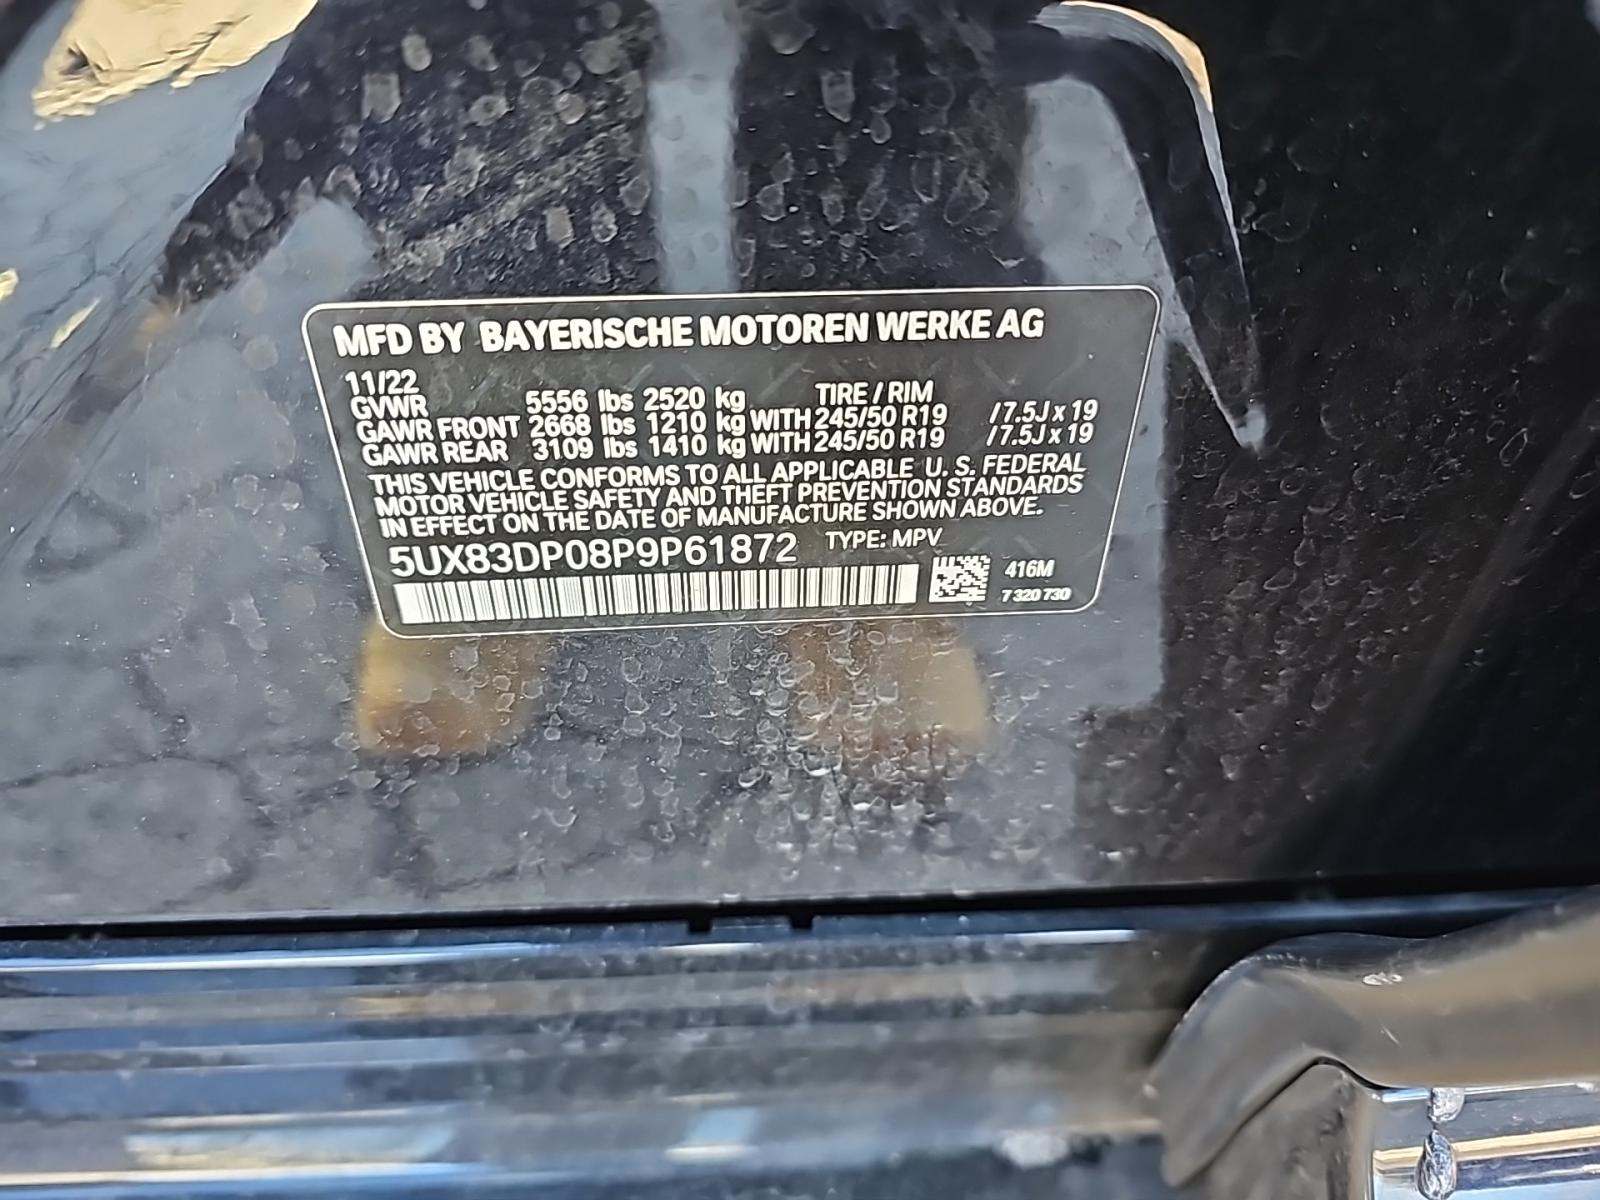 MFD BY BAYERISCHE MOTOREN WERKE AG
11/22
GVWR 5556 lbs 2520 kg TIRE / RIM
GAWR FRONT 2668 lbs 1210 kg WITH 245/50 R19 / 7.5J x 19
GAWR REAR 3109 lbs 1410 kg WITH 245/50 R19 / 7.5J x 19
THIS VEHICLE CONFORMS TO ALL APPLICABLE U. S. FEDERAL
MOTOR VEHICLE SAFETY AND THEFT PREVENTION STANDARDS
IN EFFECT ON THE DATE OF MANUFACTURE SHOWN ABOVE.
5UX83DP08P9P61872 TYPE: MPV
416M
7 320 730